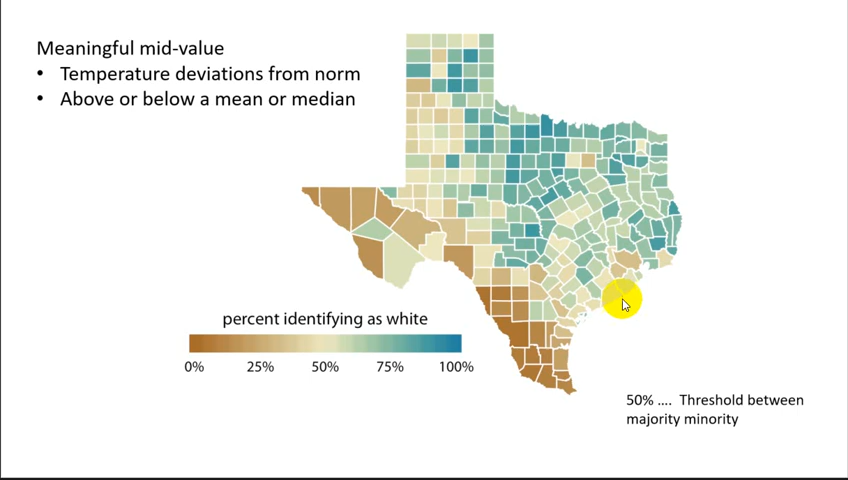 Meaningful mid-value
• Temperature deviations from norm
• Above or below a mean or median
percent identifying as white
0% 25% 50% 75% 100%
50% .... Threshold between
majority minority